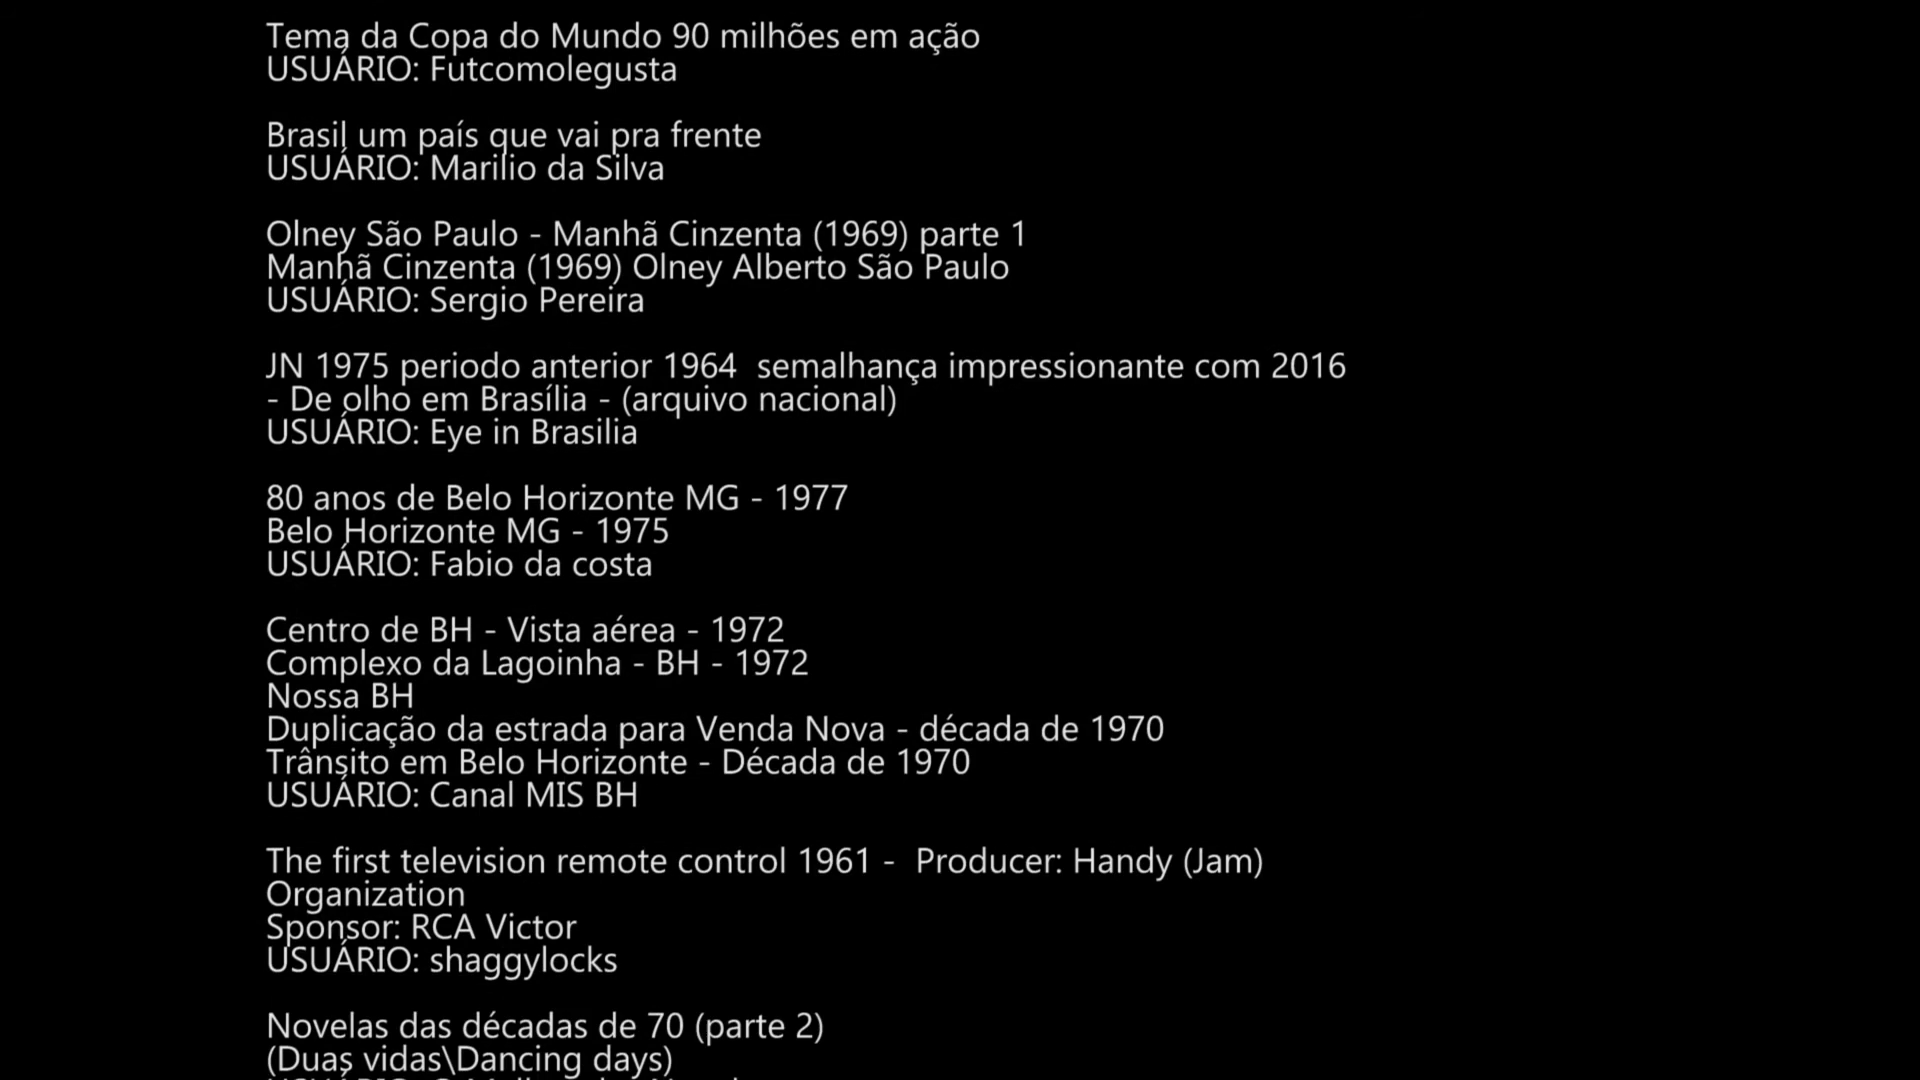 Tema da Copa do Mundo 90 milhões em ação
USUÁRIO: Futcomolegusta
Brasil um país que vai pra frente
USUÁRIO: Marilio da Silva
Olney São Paulo - Manhã Cinzenta (1969) parte 1
Manhã Cinzenta (1969) Olney Alberto São Paulo
USUÁRIO: Sergio Pereira
JN 1975 periodo anterior 1964  semalhança impressionante com 2016
- De olho em Brasília - (arquivo nacional)
USUÁRIO: Eye in Brasilia
80 anos de Belo Horizonte MG - 1977
Belo Horizonte MG - 1975
USUÁRIO: Fabio da costa
Centro de BH - Vista aérea - 1972
Complexo da Lagoinha - BH - 1972
Nossa BH
Duplicação da estrada para Venda Nova - década de 1970
Trânsito em Belo Horizonte - Década de 1970
USUÁRIO: Canal MIS BH
The first television remote control 1961 -  Producer: Handy (Jam)
Organization
Sponsor: RCA Victor
USUÁRIO: shaggylocks
Novelas das décadas de 70 (parte 2)
(Duas vidas\Dancing days)